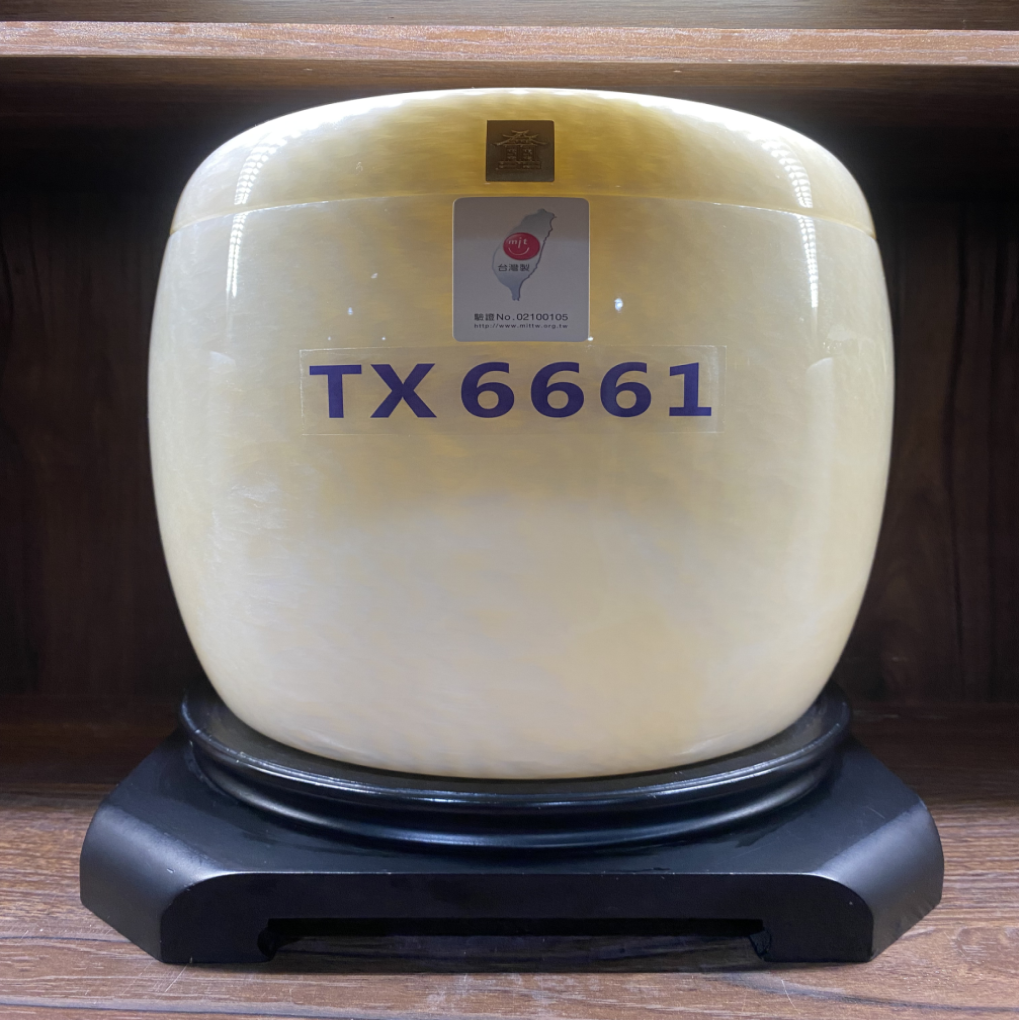 mit
台灣製
驗證No.02100105
http://www.mittw.org.tw
TX 6661